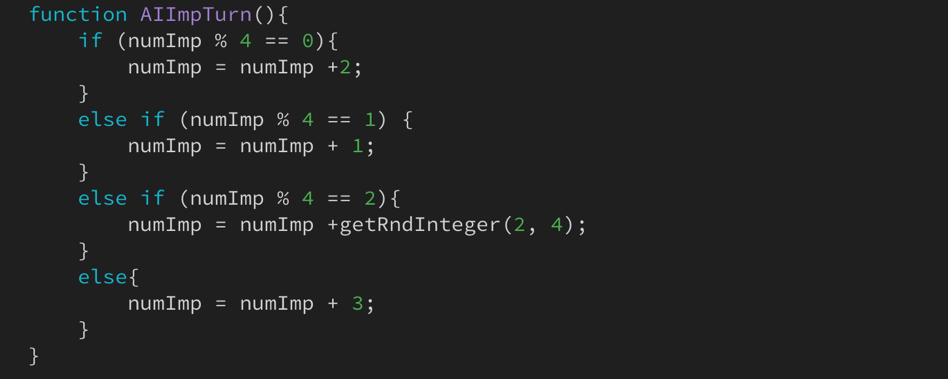 function AIImpTurn(){
    if (numImp % 4 == 0){
        numImp = numImp +2;
    }
    else if (numImp % 4 == 1) {
        numImp = numImp + 1;
    }
    else if (numImp % 4 == 2){
        numImp = numImp +getRndInteger(2, 4);
    }
    else{
        numImp = numImp + 3;
    }
}